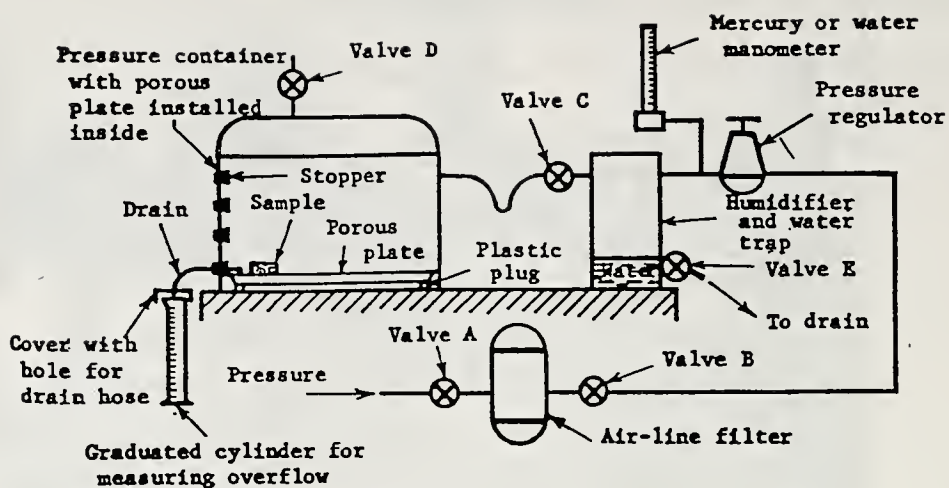 Pressure container
with porous
plate installed
inside
Valve D
Mercury or water
manometer
Valve C
Pressure
regulator
Stopper
Sample
Drain
Porous
plate
Plastic
plug
Humidifier
and water
trap
Water
Valve E
To drain
Cover with
hole for
drain hose
Valve A
Valve B
Pressure
Air-line filter
Graduated cylinder for
measuring overflow